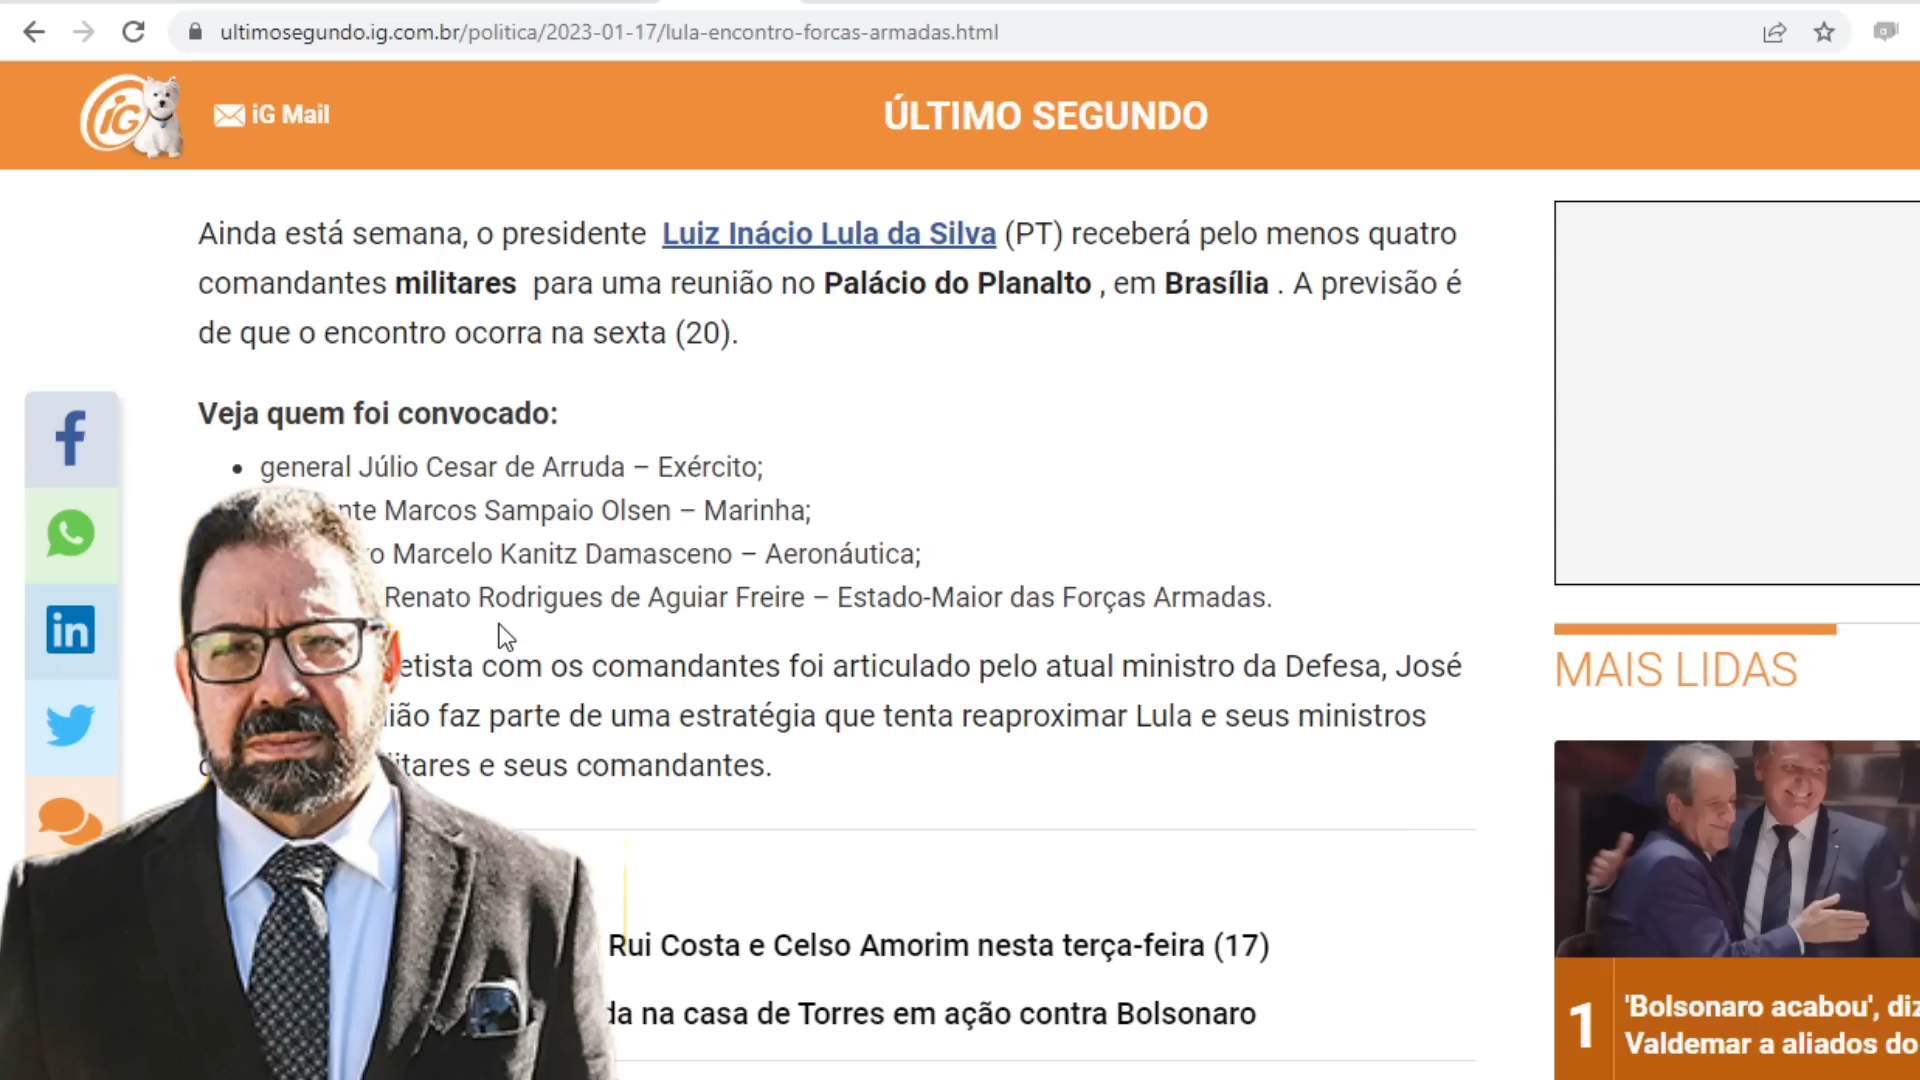 ultimosegundo.ig.com.br/politica/2023-01-17/lula-encontro-forcas-armadas.html
iG
iG Mail
ÚLTIMO SEGUNDO
Ainda está semana, o presidente Luiz Inácio Lula da Silva (PT) receberá pelo menos quatro
comandantes militares para uma reunião no Palácio do Planalto , em Brasília . A previsão é
de que o encontro ocorra na sexta (20).
Veja quem foi convocado:
general Júlio Cesar de Arruda – Exército;
nte Marcos Sampaio Olsen – Marinha;
o Marcelo Kanitz Damasceno – Aeronáutica;
Renato Rodrigues de Aguiar Freire – Estado-Maior das Forças Armadas.
etista com os comandantes foi articulado pelo atual ministro da Defesa, José
ião faz parte de uma estratégia que tenta reaproximar Lula e seus ministros
itares e seus comandantes.
Rui Costa e Celso Amorim nesta terça-feira (17)
da na casa de Torres em ação contra Bolsonaro
MAIS LIDAS
1
'Bolsonaro acabou', diz
Valdemar a aliados do